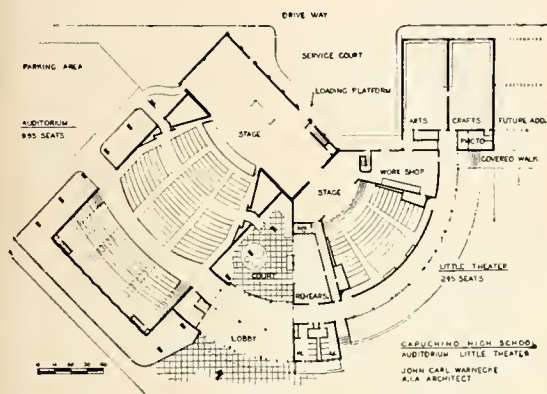 DRIVE WAY
SERVICE COURT
PARKING AREA
LOADING PLATFORM
AUDITORIUM
995 SEATS
STAGE
ARTS
CRAFTS
FUTURE ADD.
PHOTO
COVERED WALK
WORK SHOP
STAGE
COURT
REHEARS.
LITTLE THEATER
245 SEATS
LOBBY
CAPUCHINO HIGH SCHOOL
AUDITORIUM LITTLE THEATER
JOHN CARL WARNECKE
A.I.A ARCHITECT